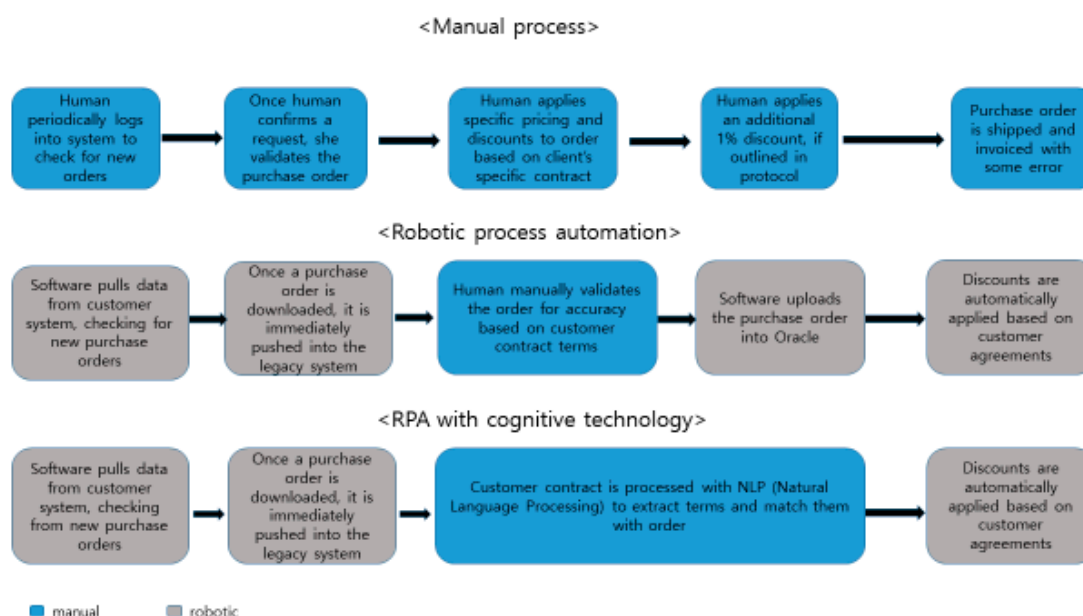 <Manual process>
Human
periodically logs
into system to
check for new
orders
Once human
confirms a
request, she
validates the
purchase order
Human applies
specific pricing and
discounts to order
based on client's
specific contract
Human applies
an additional
1% discount, if
outlined in
protocol
Purchase order
is shipped and
invoiced with
some error
<Robotic process automation>
Software pulls data
from customer
system, checking for
new purchase
orders
Once a purchase
order is
downloaded, it is
immediately
pushed into the
legacy system
Human manually validates
the order for accuracy
based on customer
contract terms
Software uploads
the purchase order
into Oracle
Discounts are
automatically
applied based on
customer
agreements
<RPA with cognitive technology>
Software pulls data
from customer
system, checking
from new purchase
orders
Once a purchase
order is
downloaded, it is
immediately
pushed into the
legacy system
Customer contract is processed with NLP (Natural
Language Processing) to extract terms and match them
with order
Discounts are
automatically
applied based on
customer
agreements
manual
robotic